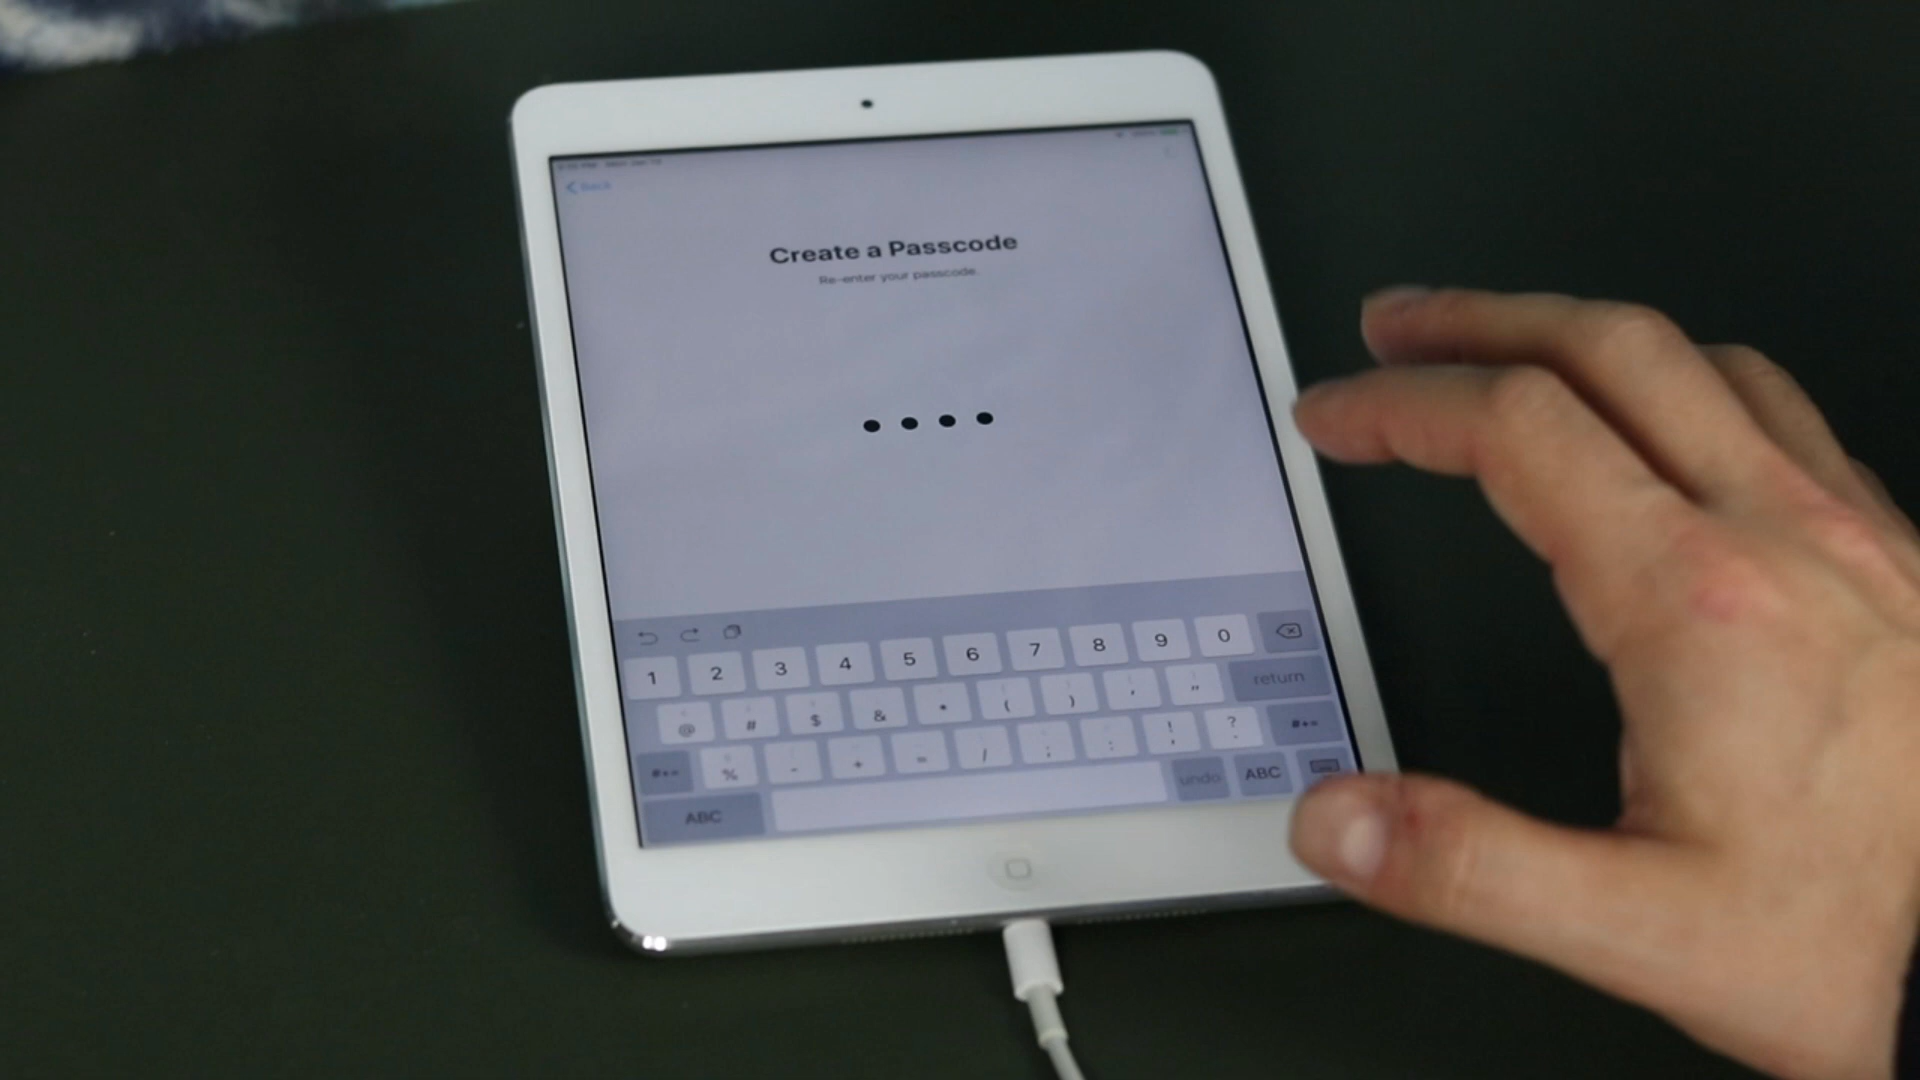 Back
Create a Passcode
Re-enter your passcode.
1 2 3 4 5 6 7 8 9 0
return
@ # $ & * ( ) ' "
#+= % - + = / ; : ! , ? . #+=
ABC undo ABC